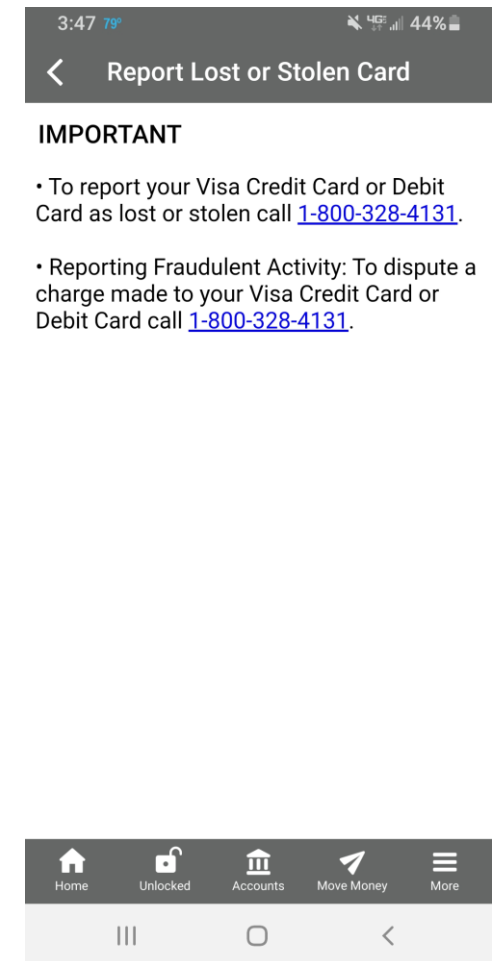 3:47 79° 44%
Report Lost or Stolen Card
IMPORTANT
• To report your Visa Credit Card or Debit
Card as lost or stolen call 1-800-328-4131.
• Reporting Fraudulent Activity: To dispute a
charge made to your Visa Credit Card or
Debit Card call 1-800-328-4131.
Home Unlocked Accounts Move Money More